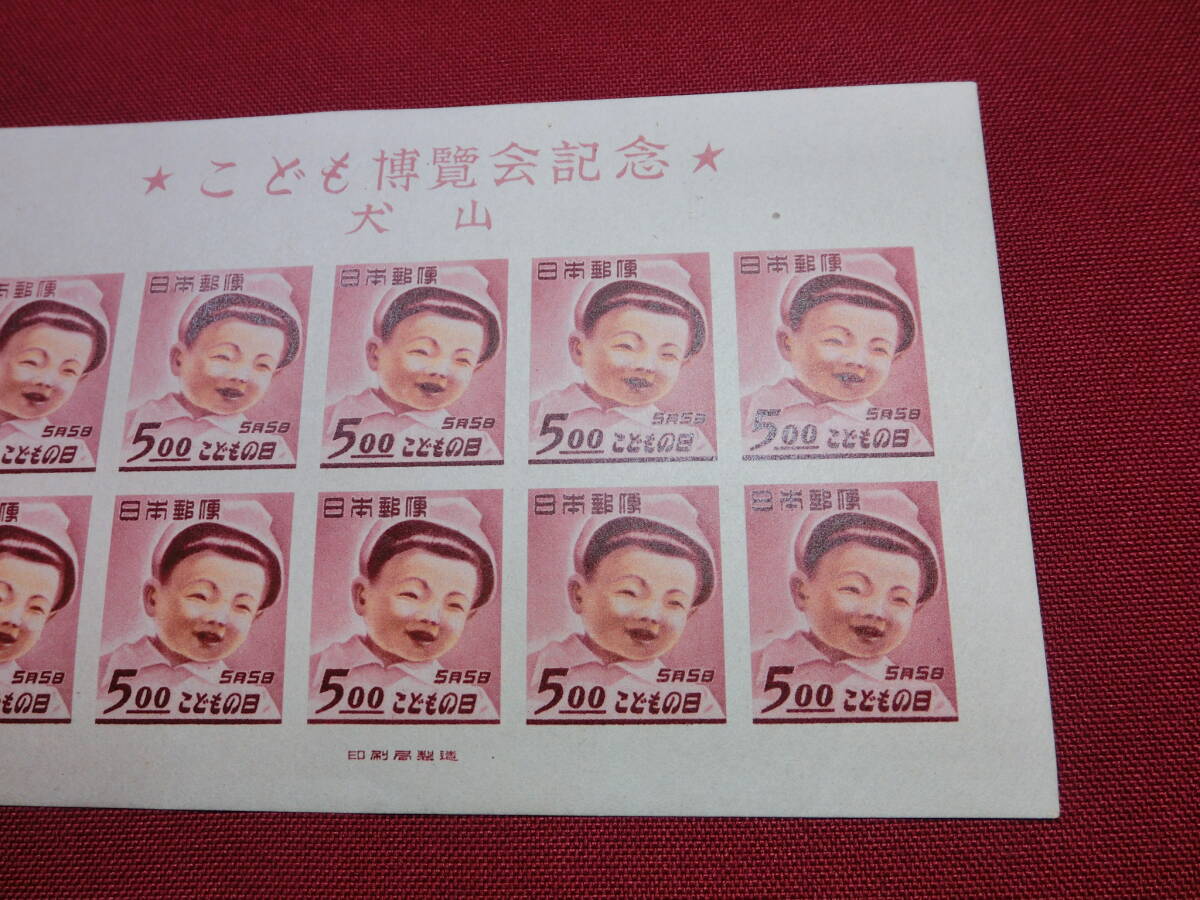 ★こども博覽会記念★
犬山
日本郵便 日本郵便 日本郵便 日本郵便
5月5日 5月5日 5月5日 5月5日 5月5日
こどもの日 5.00 こどもの日 5.00 こどもの日 5.00 こどもの日 5.00 こどもの日
便 日本郵便 日本郵便 日本郵便 日本郵便
5月5日 5月5日 5月5日 5月5日
どもの日 5.00 こどもの日 5.00 こどもの日 5.00 こどもの日 5.00 こどもの日
印刷局製造